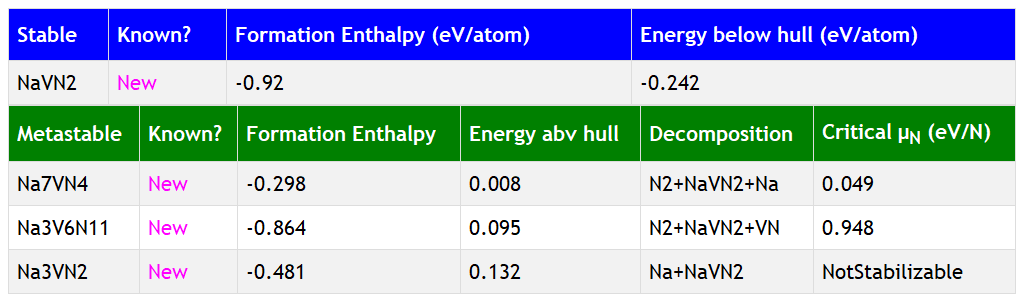 Stable Known? Formation Enthalpy (eV/atom) Energy below hull (eV/atom)
NaVN2 New -0.92 -0.242
Metastable Known? Formation Enthalpy Energy abv hull Decomposition Critical μN (eV/N)
Na7VN4 New -0.298 0.008 N2+NaVN2+Na 0.049
Na3V6N11 New -0.864 0.095 N2+NaVN2+VN 0.948
Na3VN2 New -0.481 0.132 Na+NaVN2 NotStabilizable